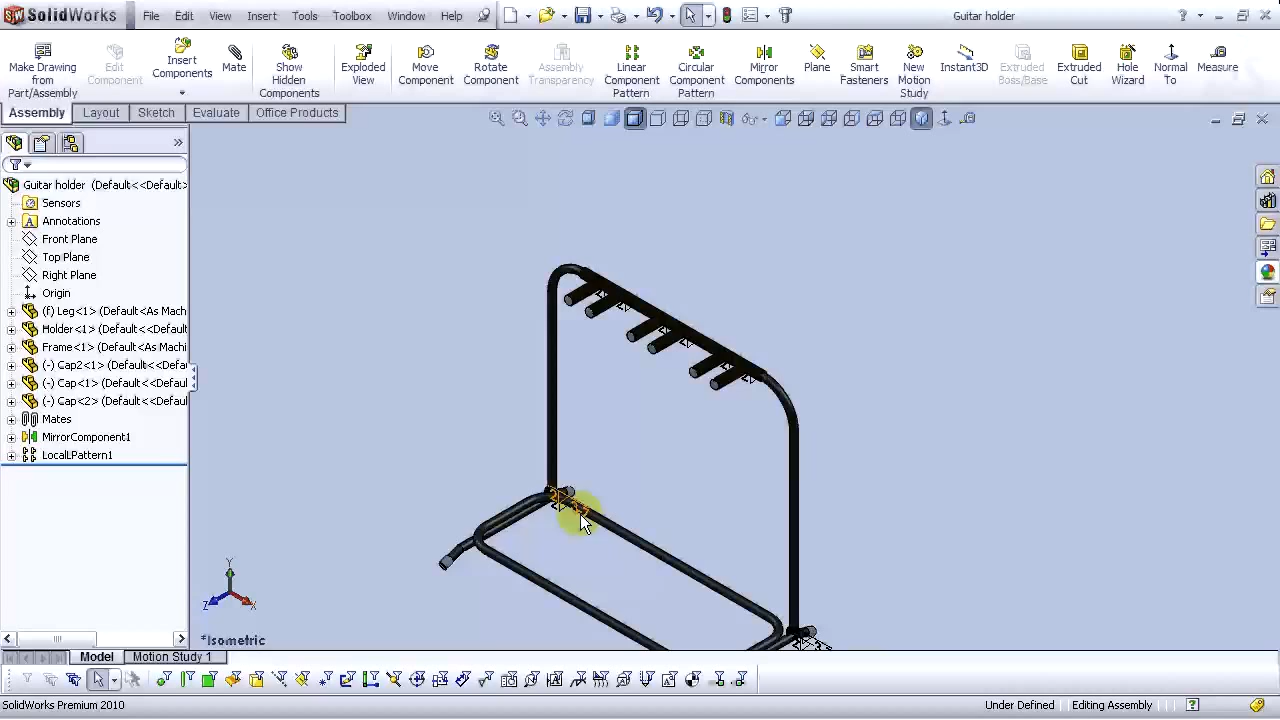 SolidWorks File Edit View Insert Tools Toolbox Window Help Guitar holder
Make Drawing from Part/Assembly
Edit Component
Insert Components
Mate
Show Hidden Components
Exploded View
Move Component
Rotate Component
Assembly Transparency
Linear Component Pattern
Circular Component Pattern
Mirror Components
Plane
Smart Fasteners
New Motion Study
Instant3D
Extruded Boss/Base
Extruded Cut
Hole Wizard
Normal To
Measure
Assembly Layout Sketch Evaluate Office Products
Guitar holder (Default<<Default>
Sensors
Annotations
Front Plane
Top Plane
Right Plane
Origin
(f) Leg<1> (Default<As Mach
Holder<1> (Default<<Default
Frame<1> (Default<As Machi
(-) Cap2<1> (Default<<Defa
(-) Cap<1> (Default<<Defaul
(-) Cap<2> (Default<<Defaul
Mates
MirrorComponent1
LocalLPattern1
Y
Z X
*Isometric
Model Motion Study 1
SolidWorks Premium 2010 Under Defined Editing Assembly